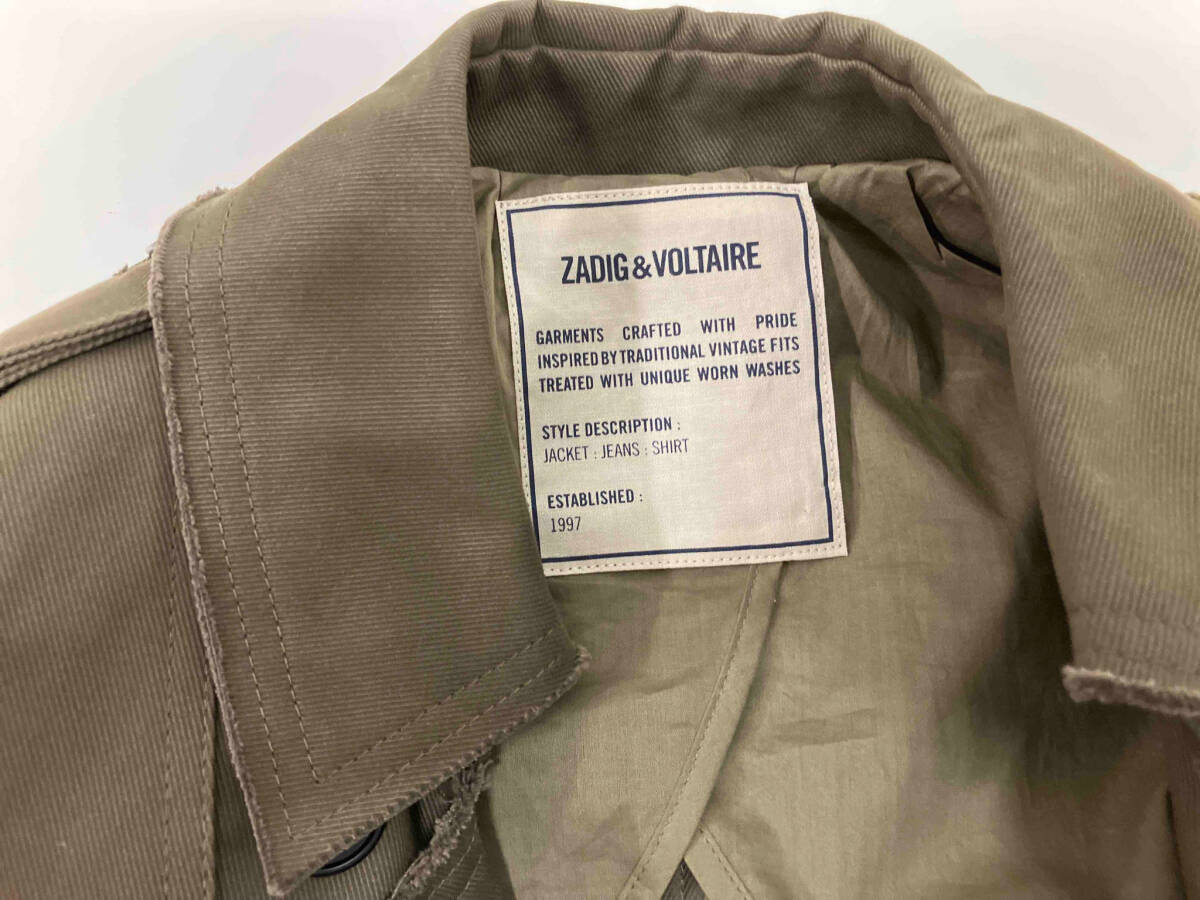 ZADIG&VOLTAIRE
GARMENTS CRAFTED WITH PRIDE
INSPIRED BY TRADITIONAL VINTAGE FITS
TREATED WITH UNIQUE WORN WASHES
STYLE DESCRIPTION :
JACKET : JEANS : SHIRT
ESTABLISHED :
1997